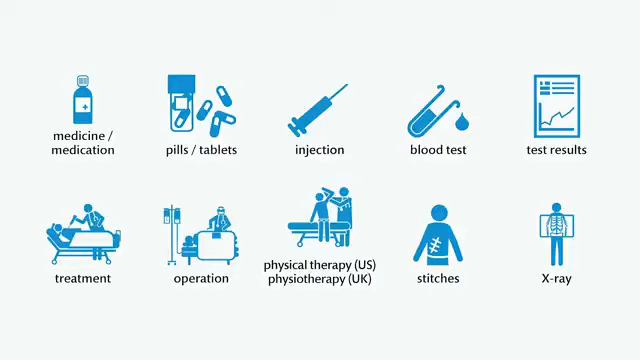 medicine /
medication
pills / tablets
injection
blood test
test results
treatment
operation
physical therapy (US)
physiotherapy (UK)
stitches
X-ray